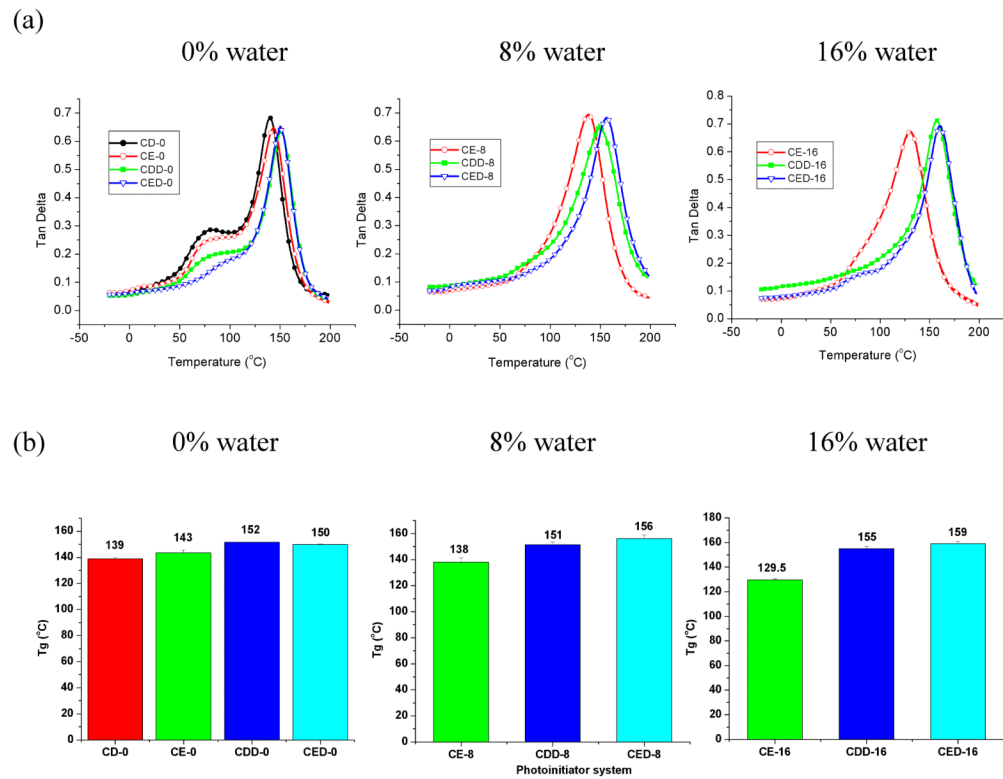 (a)
0% water
8% water
16% water
0.7
0.6
0.5
0.4
0.3
0.2
0.1
0.0
Tan Delta
CD-0
CE-0
CDD-0
CED-0
-50
0
50
100
150
200
Temperature (°C)
0.7
0.6
0.5
0.4
0.3
0.2
0.1
0.0
Tan Delta
CE-8
CDD-8
CED-8
-50
0
50
100
150
200
Temperature (°C)
0.8
0.7
0.6
0.5
0.4
0.3
0.2
0.1
0.0
Tan Delta
CE-16
CDD-16
CED-16
-50
0
50
100
150
200
Temperature (°C)
(b)
0% water
8% water
16% water
160
140
120
100
80
60
40
20
0
Tg (°C)
139
143
152
150
CD-0
CE-0
CDD-0
CED-0
160
140
120
100
80
60
40
20
0
Tg (°C)
138
151
156
CE-8
CDD-8
CED-8
Photoinitiator system
180
160
140
120
100
80
60
40
20
0
Tg (°C)
129.5
155
159
CE-16
CDD-16
CED-16